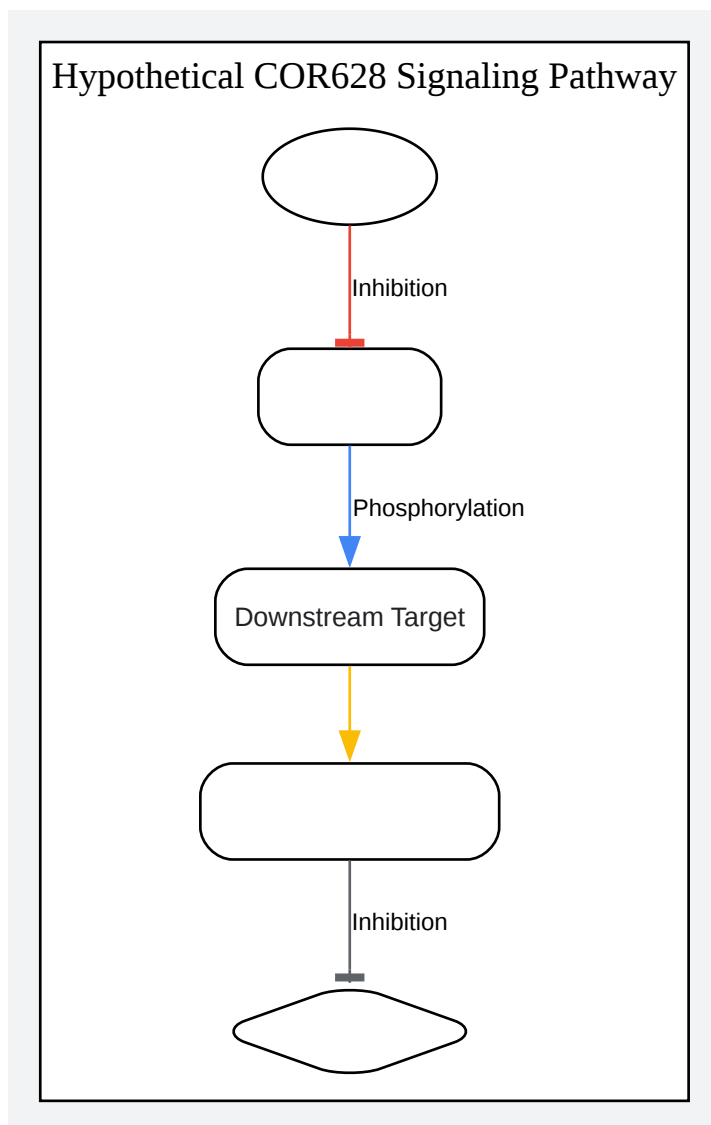 Hypothetical COR628 Signaling Pathway
Inhibition
Phosphorylation
Downstream Target
Inhibition